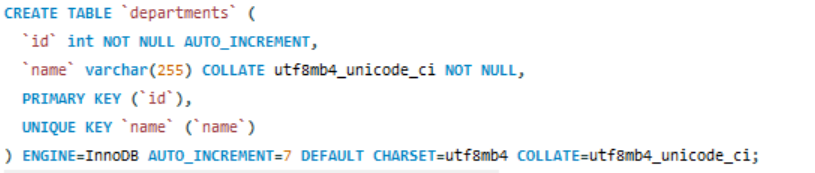 CREATE TABLE `departments` (
  `id` int NOT NULL AUTO_INCREMENT,
  `name` varchar(255) COLLATE utf8mb4_unicode_ci NOT NULL,
  PRIMARY KEY (`id`),
  UNIQUE KEY `name` (`name`)
) ENGINE=InnoDB AUTO_INCREMENT=7 DEFAULT CHARSET=utf8mb4 COLLATE=utf8mb4_unicode_ci;